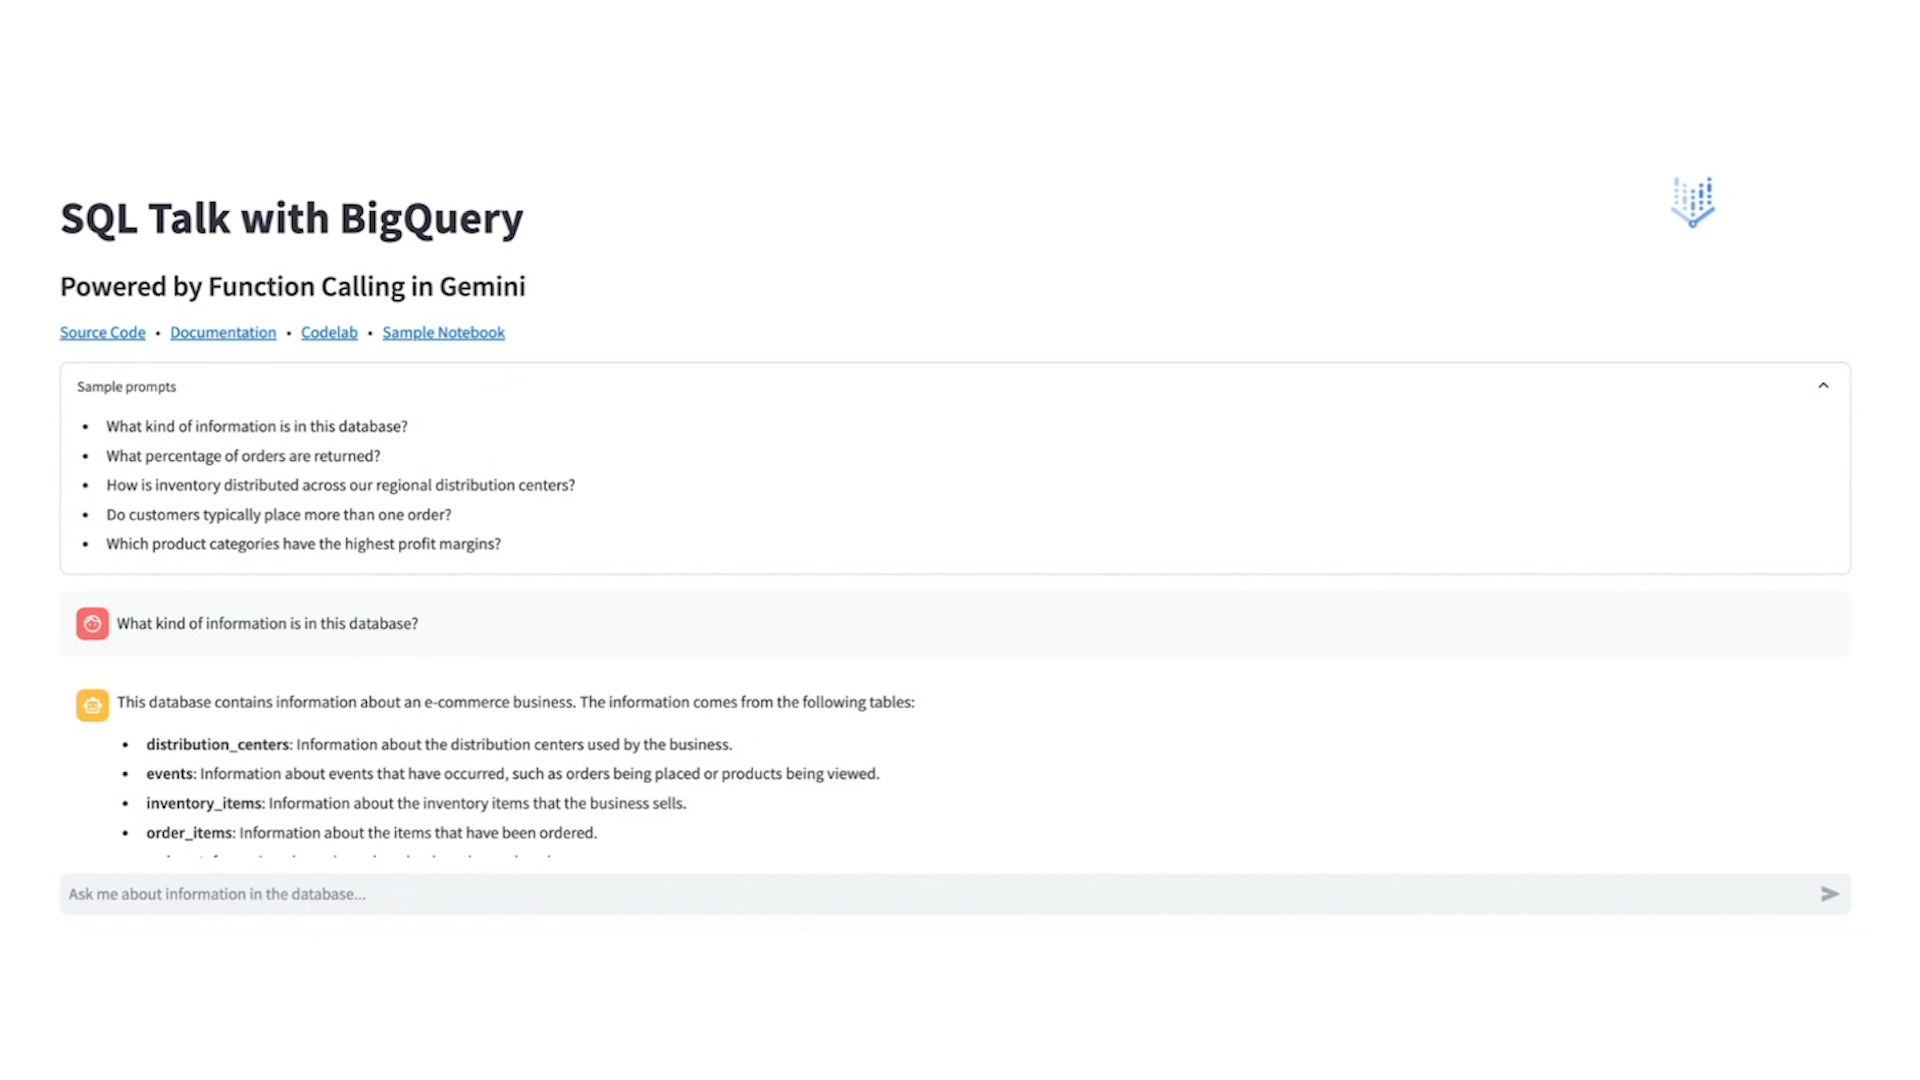 SQL Talk with BigQuery
Powered by Function Calling in Gemini
Source Code • Documentation • Codelab • Sample Notebook
Sample prompts
• What kind of information is in this database?
• What percentage of orders are returned?
• How is inventory distributed across our regional distribution centers?
• Do customers typically place more than one order?
• Which product categories have the highest profit margins?
What kind of information is in this database?
This database contains information about an e-commerce business. The information comes from the following tables:
• distribution_centers: Information about the distribution centers used by the business.
• events: Information about events that have occurred, such as orders being placed or products being viewed.
• inventory_items: Information about the inventory items that the business sells.
• order_items: Information about the items that have been ordered.
Ask me about information in the database...